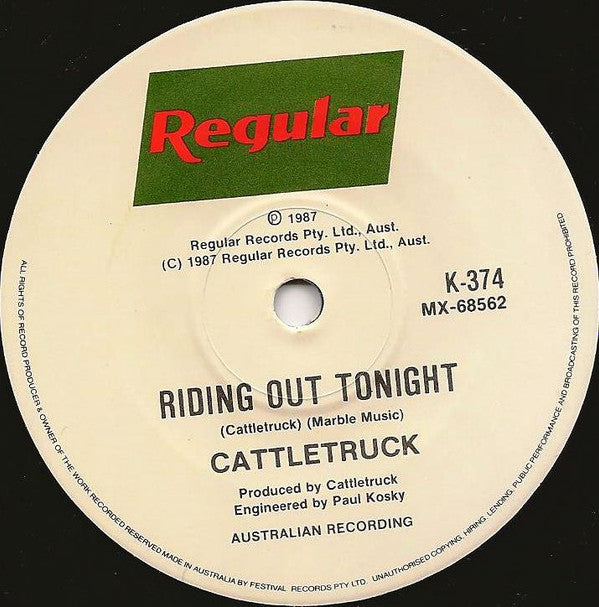 Regular
℗ 1987
Regular Records Pty. Ltd., Aust.
(C) 1987 Regular Records Pty. Ltd., Aust.
K-374
MX-68562
RIDING OUT TONIGHT
(Cattletruck) (Marble Music)
CATTLETRUCK
Produced by Cattletruck
Engineered by Paul Kosky
AUSTRALIAN RECORDING
ALL RIGHTS OF RECORD PRODUCER & OWNER OF THE WORK RECORDED RESERVED MADE IN AUSTRALIA BY FESTIVAL RECORDS PTY LTD. UNAUTHORISED COPYING, HIRING, LENDING, PUBLIC PERFORMANCE AND BROADCASTING OF THIS RECORD PROHIBITED